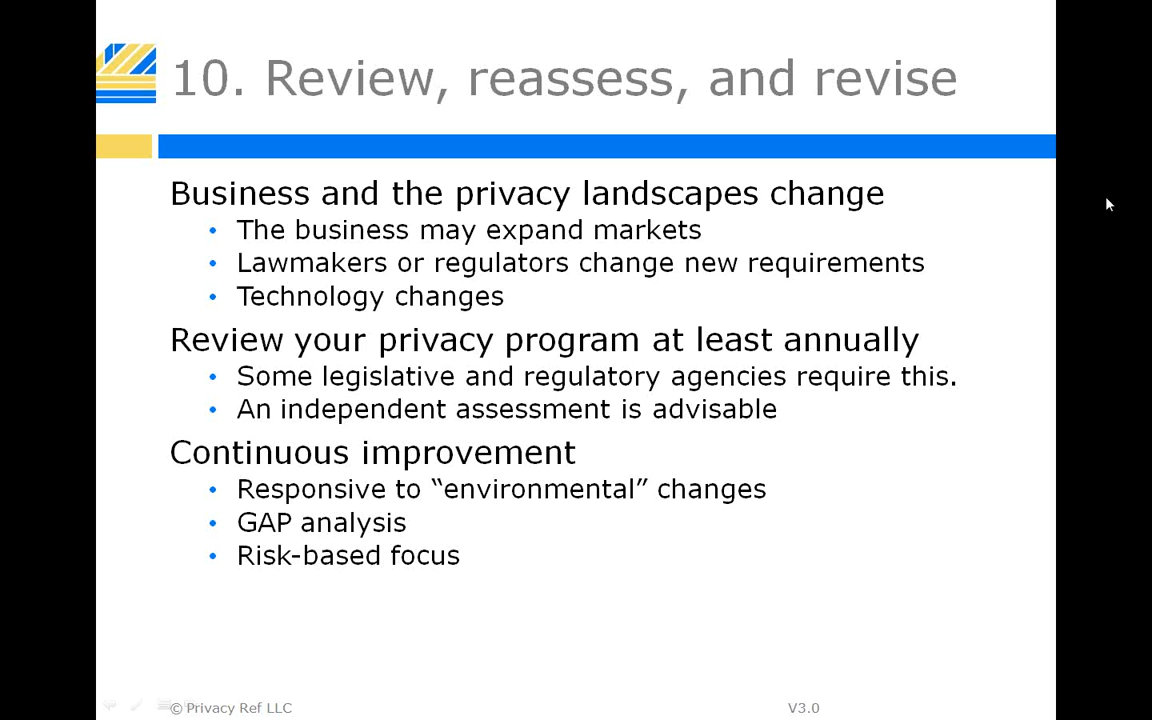 10. Review, reassess, and revise
Business and the privacy landscapes change
• The business may expand markets
• Lawmakers or regulators change new requirements
• Technology changes
Review your privacy program at least annually
• Some legislative and regulatory agencies require this.
• An independent assessment is advisable
Continuous improvement
• Responsive to “environmental” changes
• GAP analysis
• Risk-based focus
© Privacy Ref LLC
V3.0